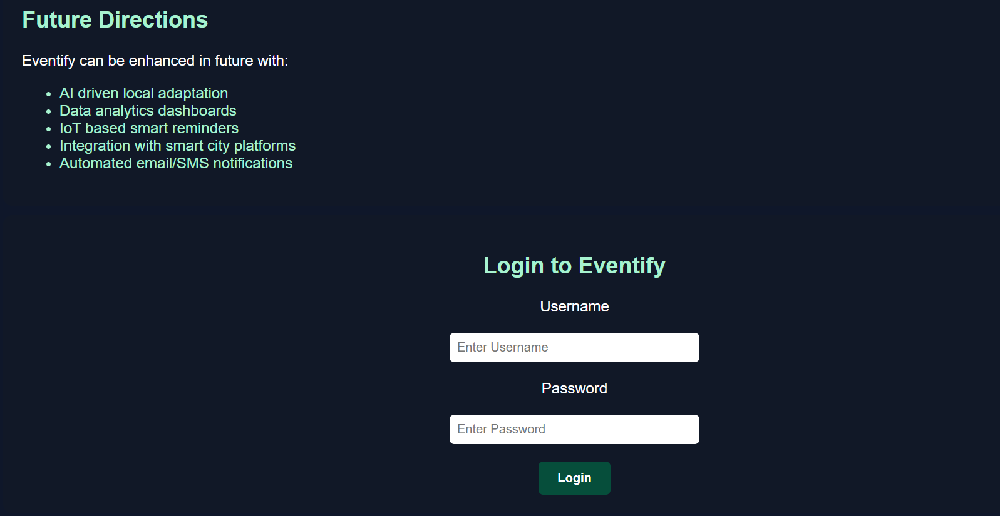 Future Directions
Eventify can be enhanced in future with:
• AI driven local adaptation
• Data analytics dashboards
• IoT based smart reminders
• Integration with smart city platforms
• Automated email/SMS notifications
Login to Eventify
Username
Enter Username
Password
Enter Password
Login